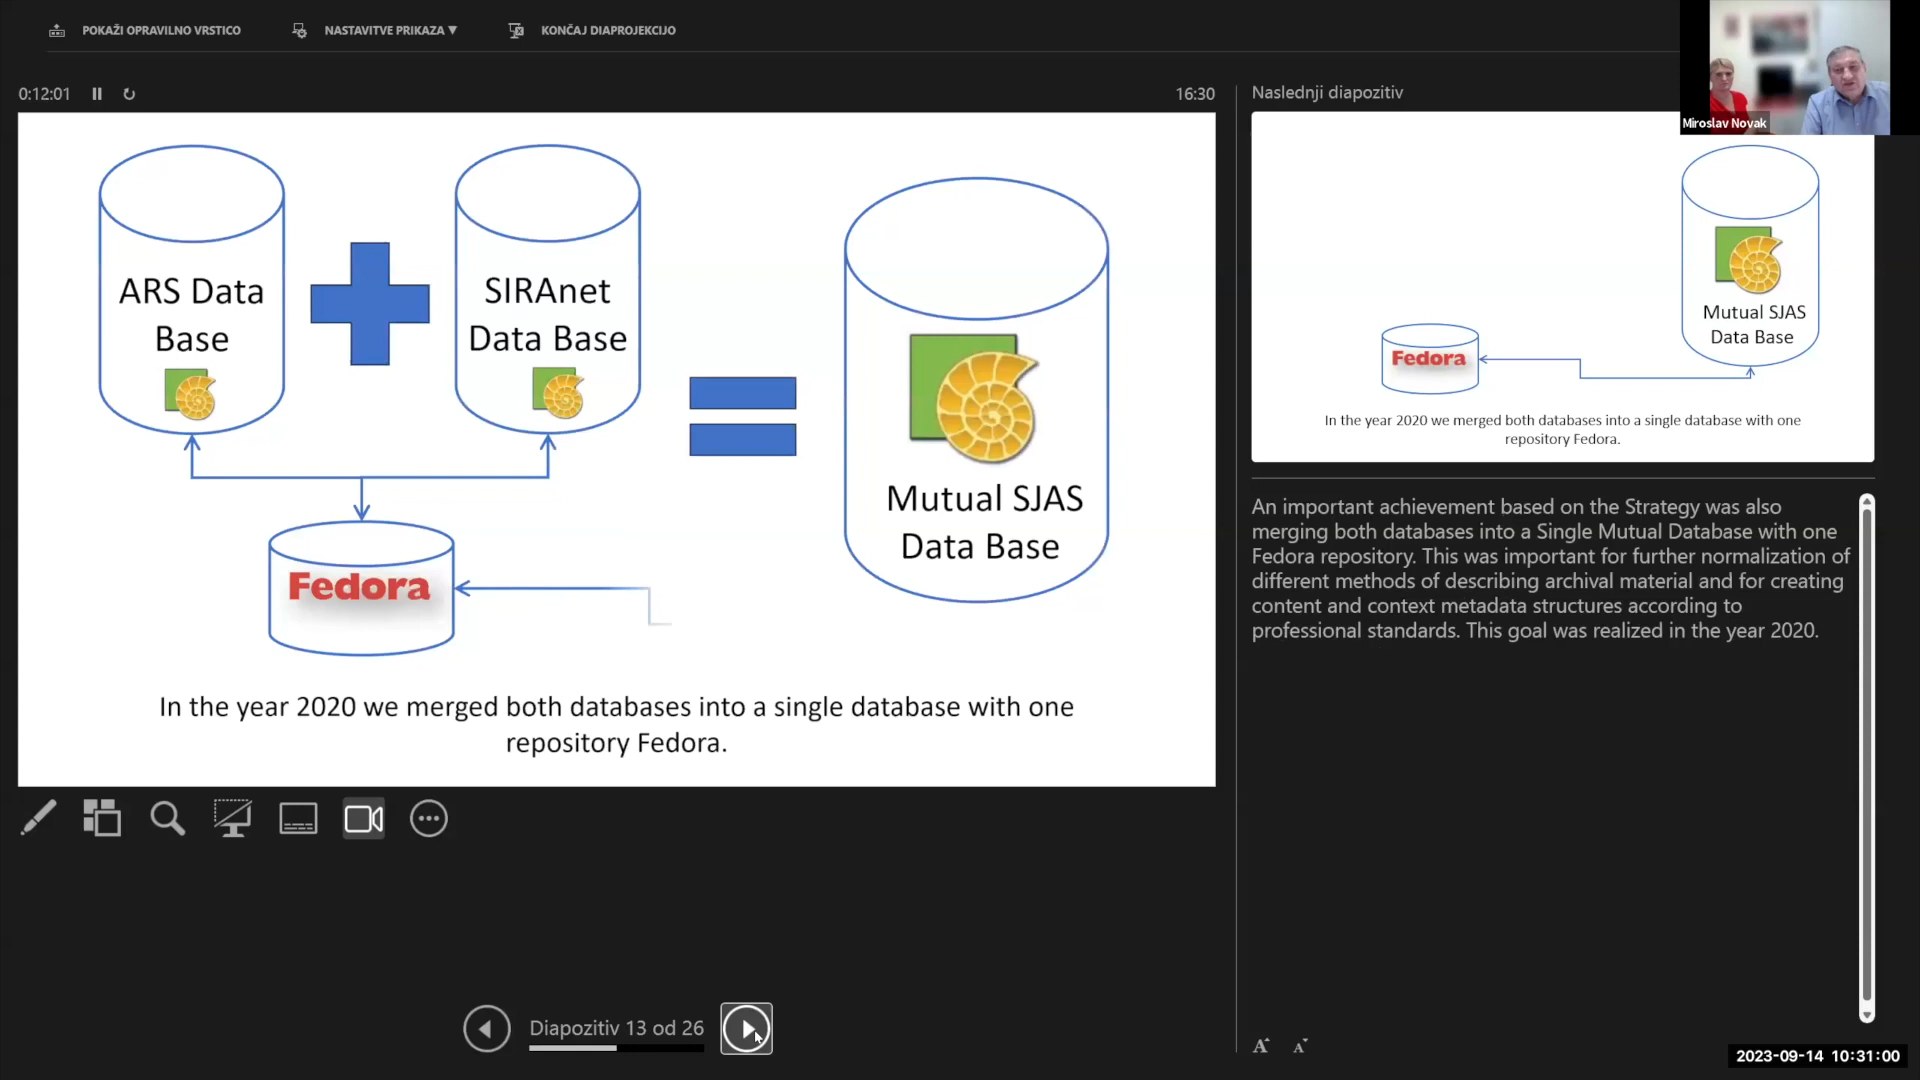 POKAŽI OPRAVILNO VRSTICO
NASTAVITVE PRIKAZA ▼
KONČAJ DIAPROJEKCIJO
0:12:01
16:30
ARS Data
Base
SIRAnet
Data Base
Mutual SJAS
Data Base
Fedora
In the year 2020 we merged both databases into a single database with one
repository Fedora.
Diapozitiv 13 od 26
Naslednji diapozitiv
Miroslav Novak
Mutual SJAS
Data Base
Fedora
In the year 2020 we merged both databases into a single database with one
repository Fedora.
An important achievement based on the Strategy was also
merging both databases into a Single Mutual Database with one
Fedora repository. This was important for further normalization of
different methods of describing archival material and for creating
content and context metadata structures according to
professional standards. This goal was realized in the year 2020.
A A
2023-09-14 10:31:00